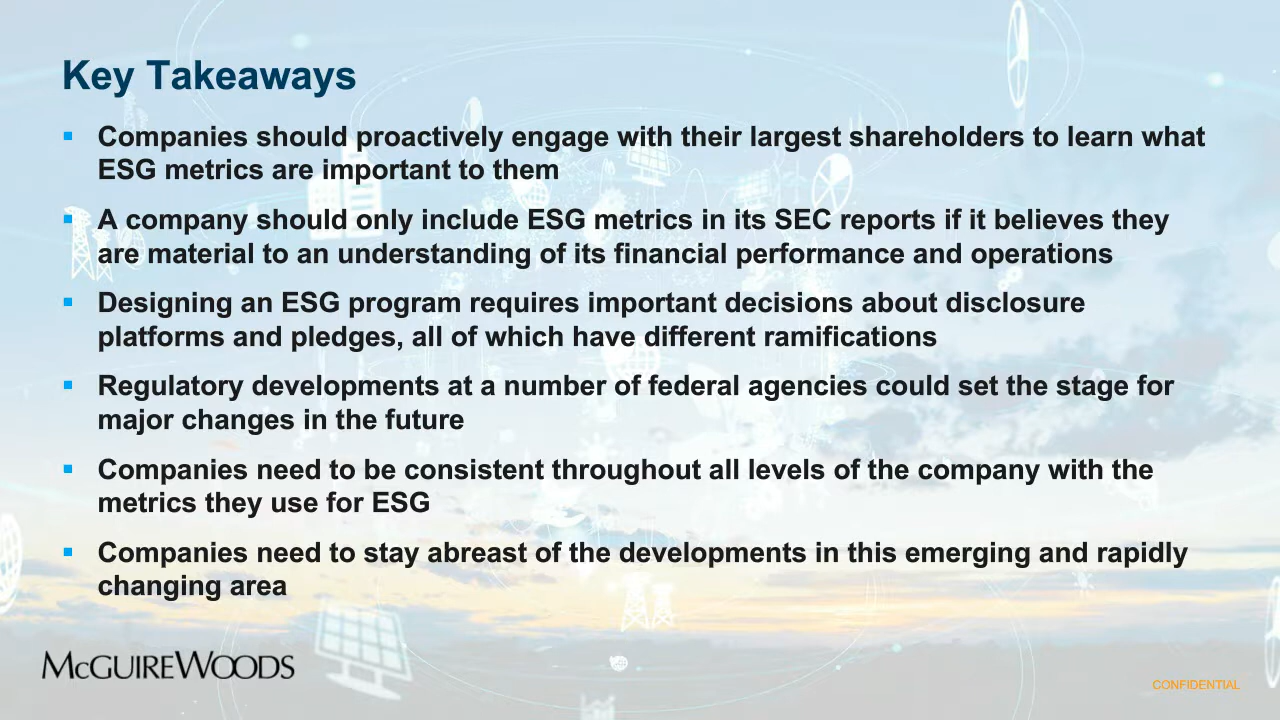 Key Takeaways
▪ Companies should proactively engage with their largest shareholders to learn what
ESG metrics are important to them
▪ A company should only include ESG metrics in its SEC reports if it believes they
are material to an understanding of its financial performance and operations
▪ Designing an ESG program requires important decisions about disclosure
platforms and pledges, all of which have different ramifications
▪ Regulatory developments at a number of federal agencies could set the stage for
major changes in the future
▪ Companies need to be consistent throughout all levels of the company with the
metrics they use for ESG
▪ Companies need to stay abreast of the developments in this emerging and rapidly
changing area
McGUIREWOODS
CONFIDENTIAL